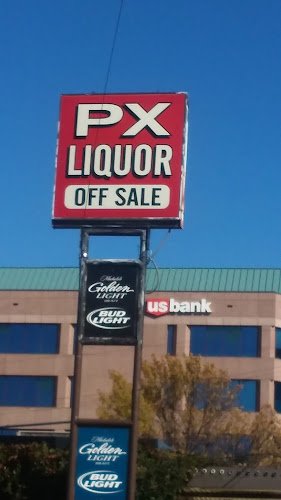 PX
LIQUOR
OFF SALE
Michelob
Golden
LIGHT
BUD
LIGHT
usbank
Michelob
Golden
LIGHT
BUD
LIGHT